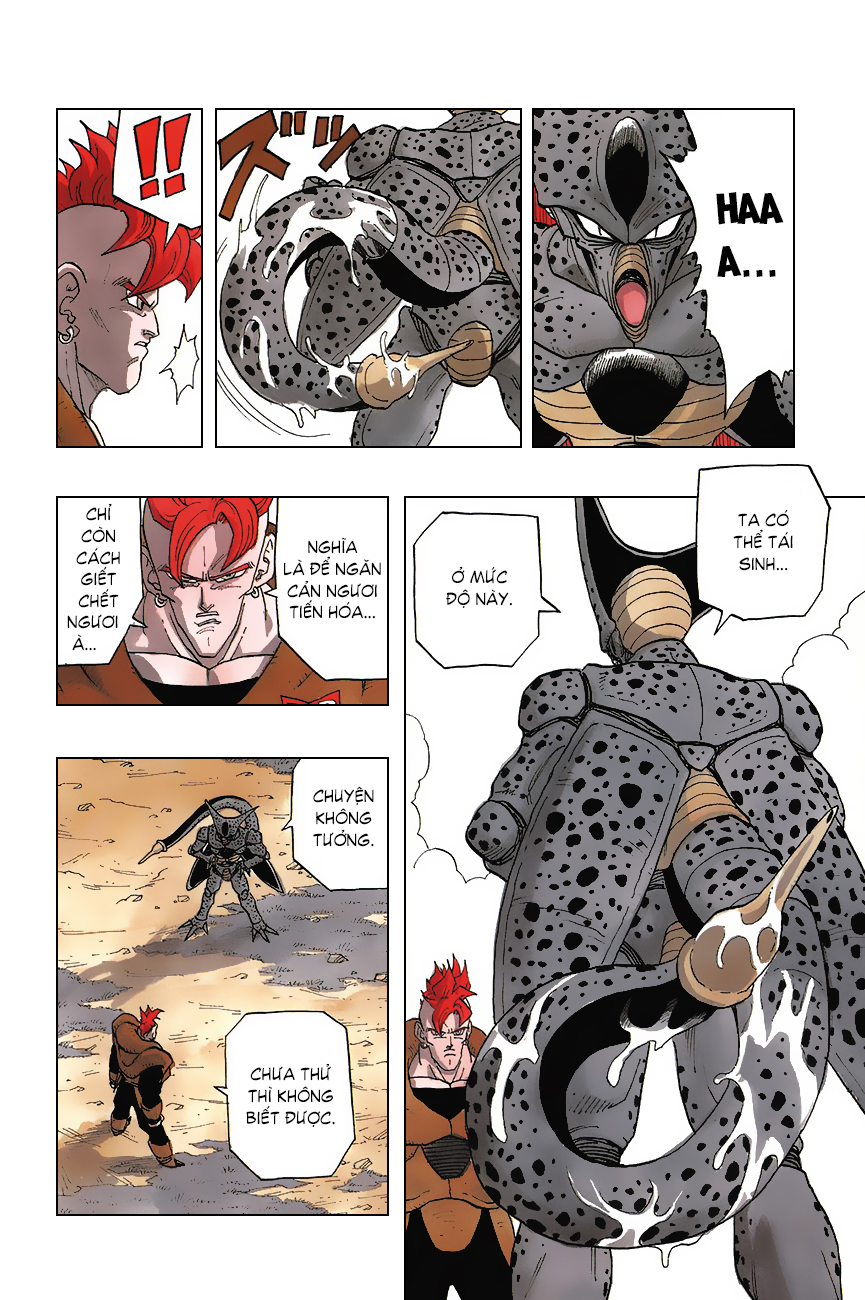 HAA
A...
ズズッ
!!
TA CÓ
THỂ TÁI
SINH...
Ở MỨC
ĐỘ NÀY.
NGHĨA
LÀ ĐỂ NGĂN
CẢN NGƯƠI
TIẾN HÓA...
CHỈ
CÒN
CÁCH
GIẾT
CHẾT
NGƯƠI
À...
CHUYỆN
KHÔNG
TƯỞNG.
CHƯA THỬ
THÌ KHÔNG
BIẾT ĐƯỢC.